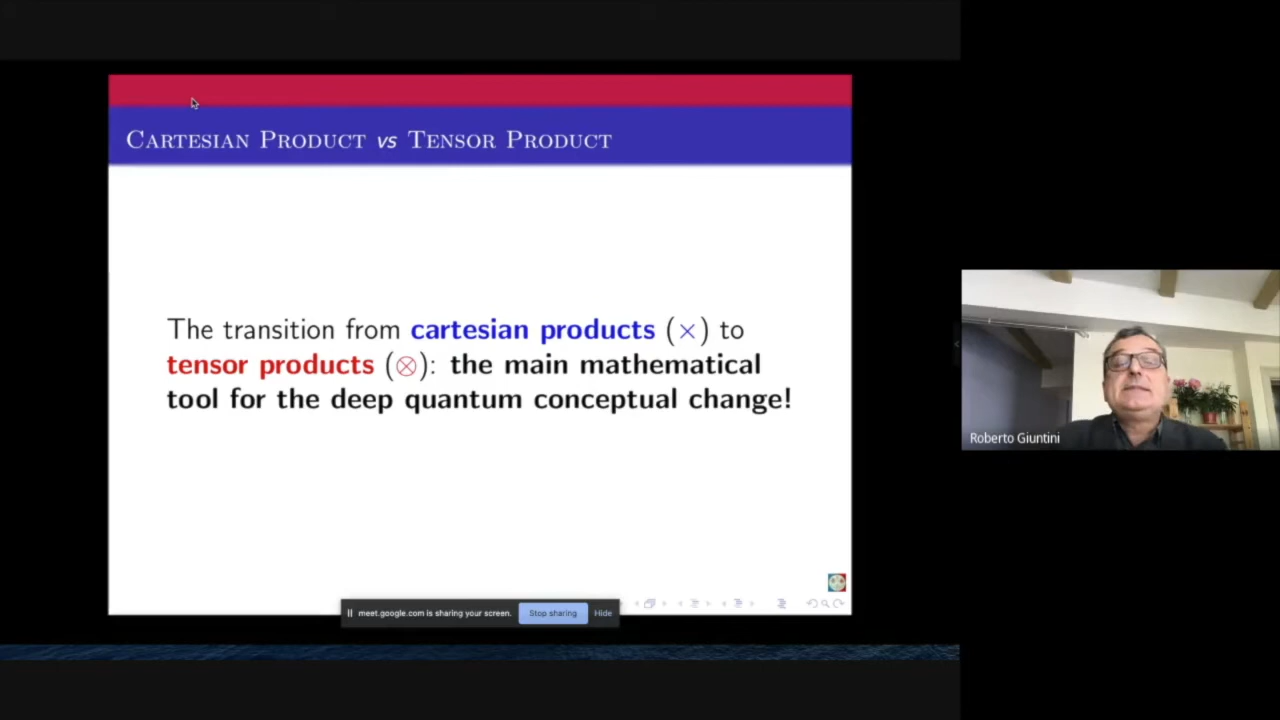 CARTESIAN PRODUCT vs TENSOR PRODUCT
The transition from cartesian products (×) to
tensor products (⊗): the main mathematical
tool for the deep quantum conceptual change!
Roberto Giuntini
meet.google.com is sharing your screen. Stop sharing Hide